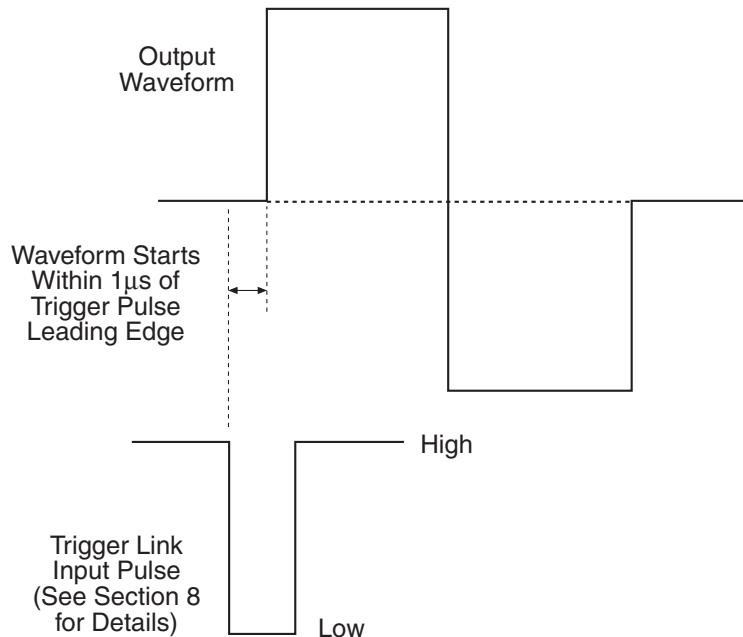 Output
Waveform
Waveform Starts
Within 1µs of
Trigger Pulse
Leading Edge
High
Trigger Link
Input Pulse
(See Section 8
for Details)
Low